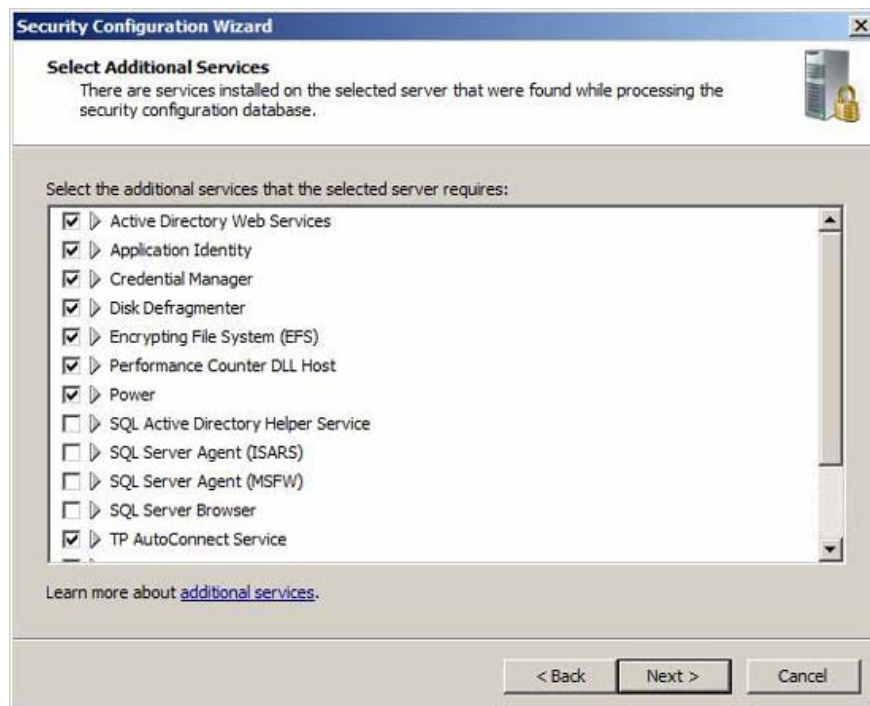 Security Configuration Wizard
Select Additional Services
There are services installed on the selected server that were found while processing the
security configuration database.
Select the additional services that the selected server requires:
Active Directory Web Services
Application Identity
Credential Manager
Disk Defragmenter
Encrypting File System (EFS)
Performance Counter DLL Host
Power
SQL Active Directory Helper Service
SQL Server Agent (ISARS)
SQL Server Agent (MSFW)
SQL Server Browser
TP AutoConnect Service
Learn more about additional services.
< Back
Next >
Cancel